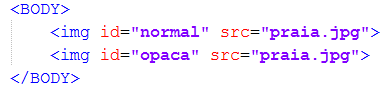 <BODY>
<img id="normal" src="praia.jpg">
<img id="opaca" src="praia.jpg">
</BODY>